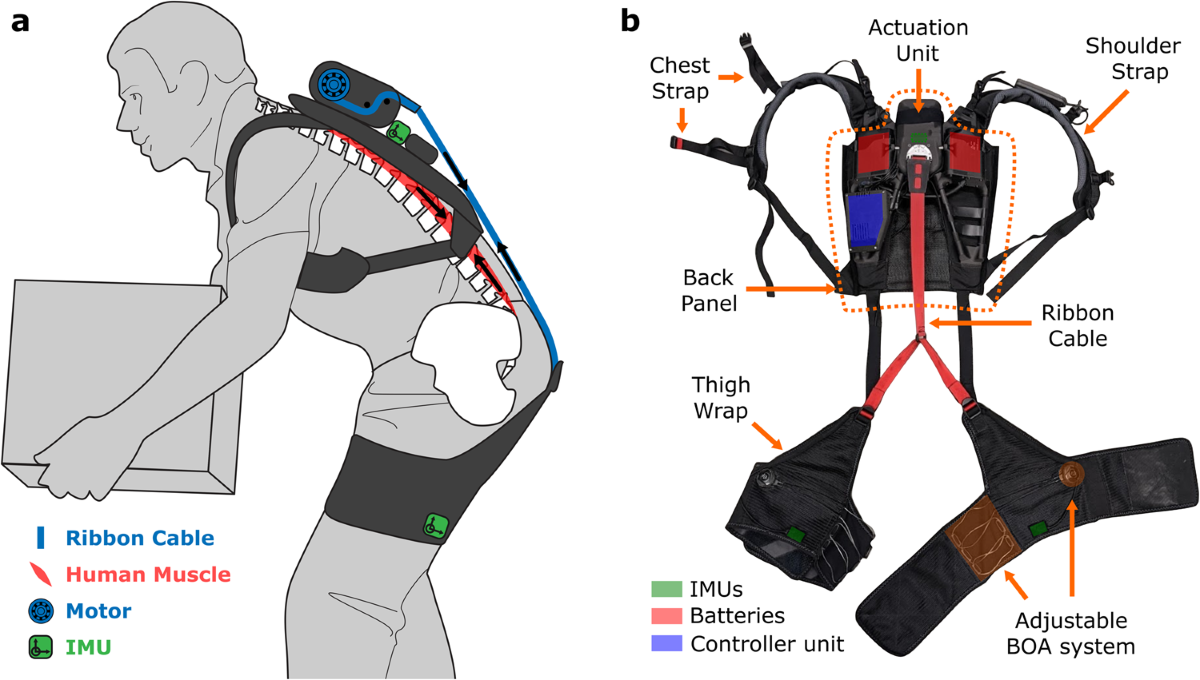 a
Ribbon Cable
Human Muscle
Motor
IMU
b
Actuation
Unit
Chest
Strap
Shoulder
Strap
Back
Panel
Ribbon
Cable
Thigh
Wrap
IMUs
Batteries
Controller unit
Adjustable
BOA system